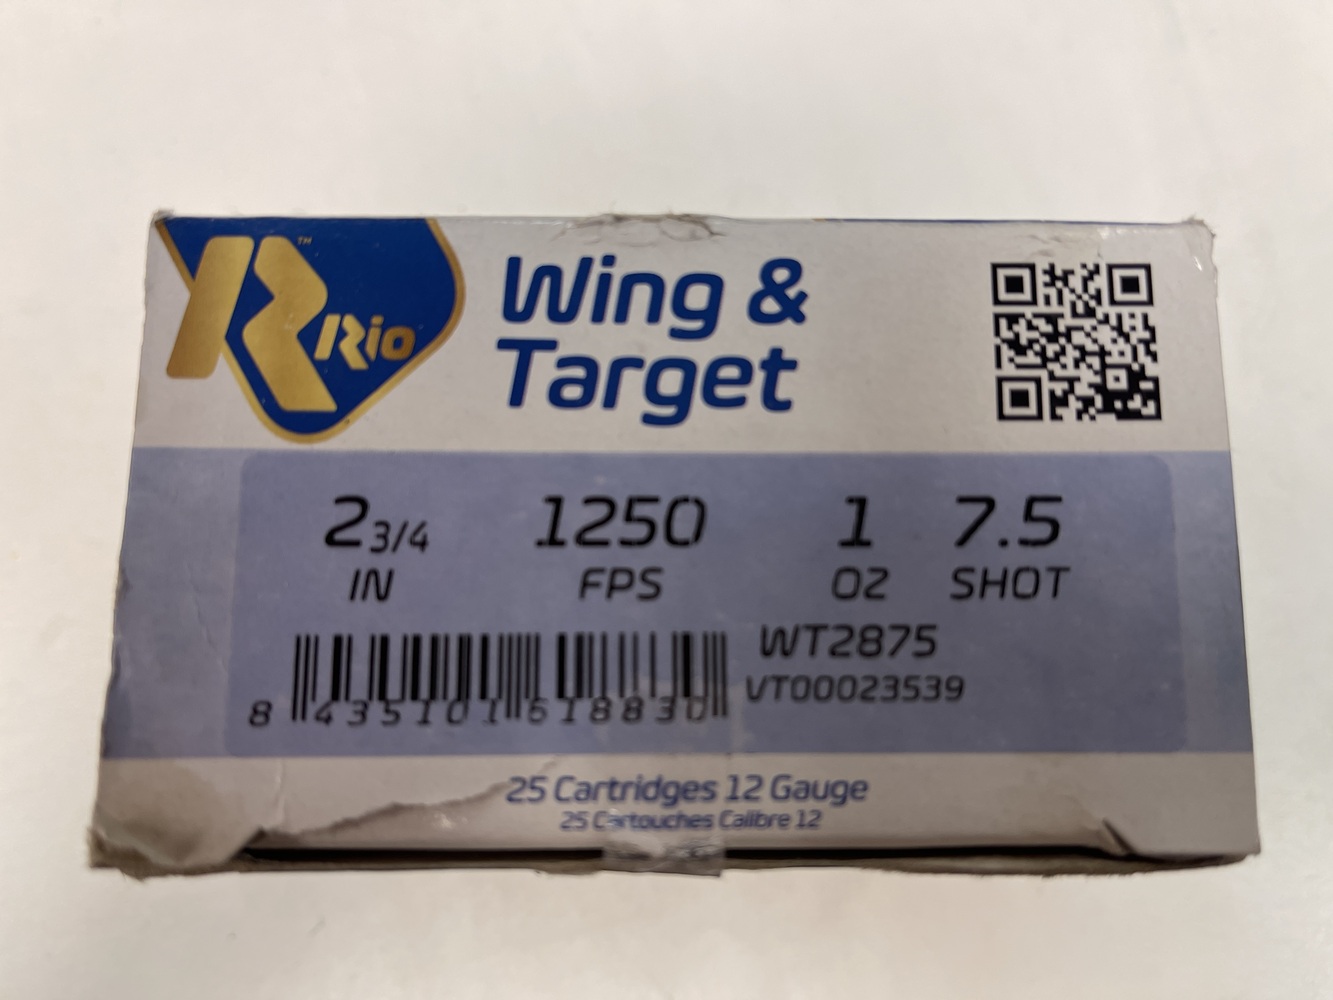 Rio™
Wing &
Target
2 3/4 1250 1 7.5
IN FPS OZ SHOT
WT2875
VT00023539
8 435101 618830
25 Cartridges 12 Gauge
25 Cartouches Calibre 12